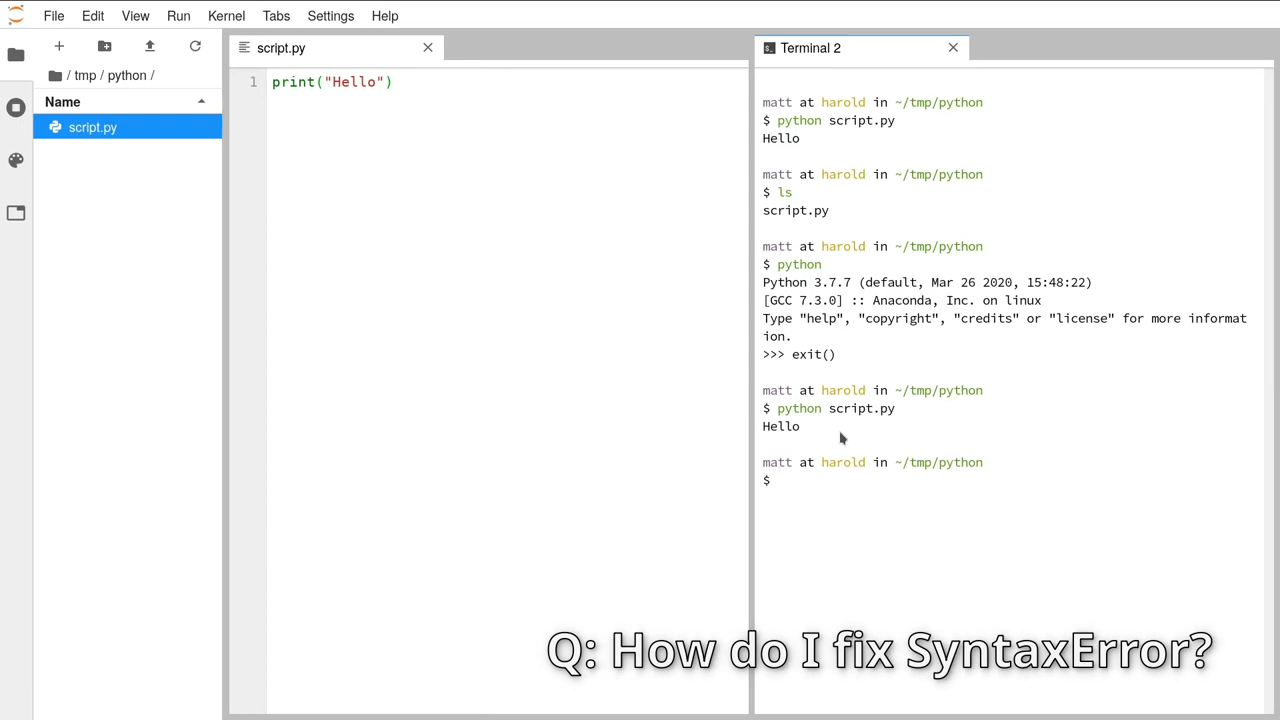 File Edit View Run Kernel Tabs Settings Help
/ tmp / python /
Name
script.py
script.py
1 print("Hello")
Terminal 2
matt at harold in ~/tmp/python
$ python script.py
Hello
matt at harold in ~/tmp/python
$ ls
script.py
matt at harold in ~/tmp/python
$ python
Python 3.7.7 (default, Mar 26 2020, 15:48:22)
[GCC 7.3.0] :: Anaconda, Inc. on linux
Type "help", "copyright", "credits" or "license" for more informat
ion.
>>> exit()
matt at harold in ~/tmp/python
$ python script.py
Hello
matt at harold in ~/tmp/python
$
Q: How do I fix SyntaxError?